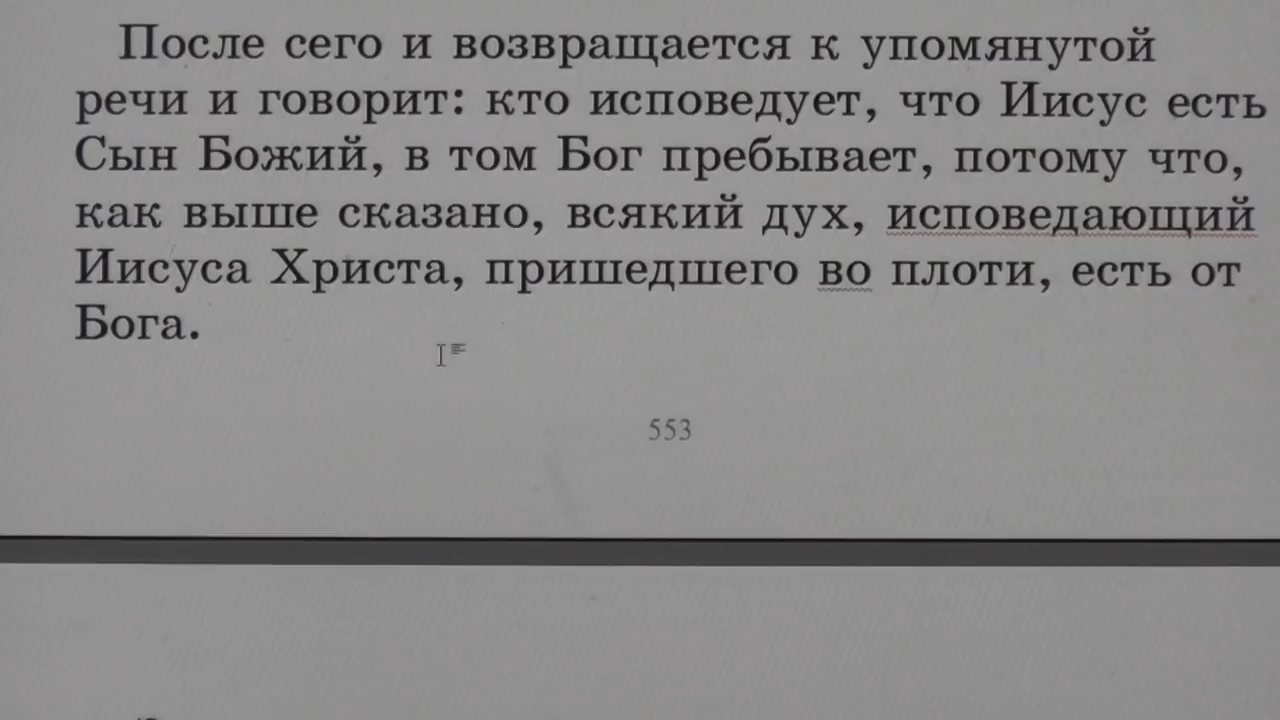 После сего и возвращается к упомянутой
речи и говорит: кто исповедует, что Иисус есть
Сын Божий, в том Бог пребывает, потому что,
как выше сказано, всякий дух, исповедающий
Иисуса Христа, пришедшего во плоти, есть от
Бога.
553